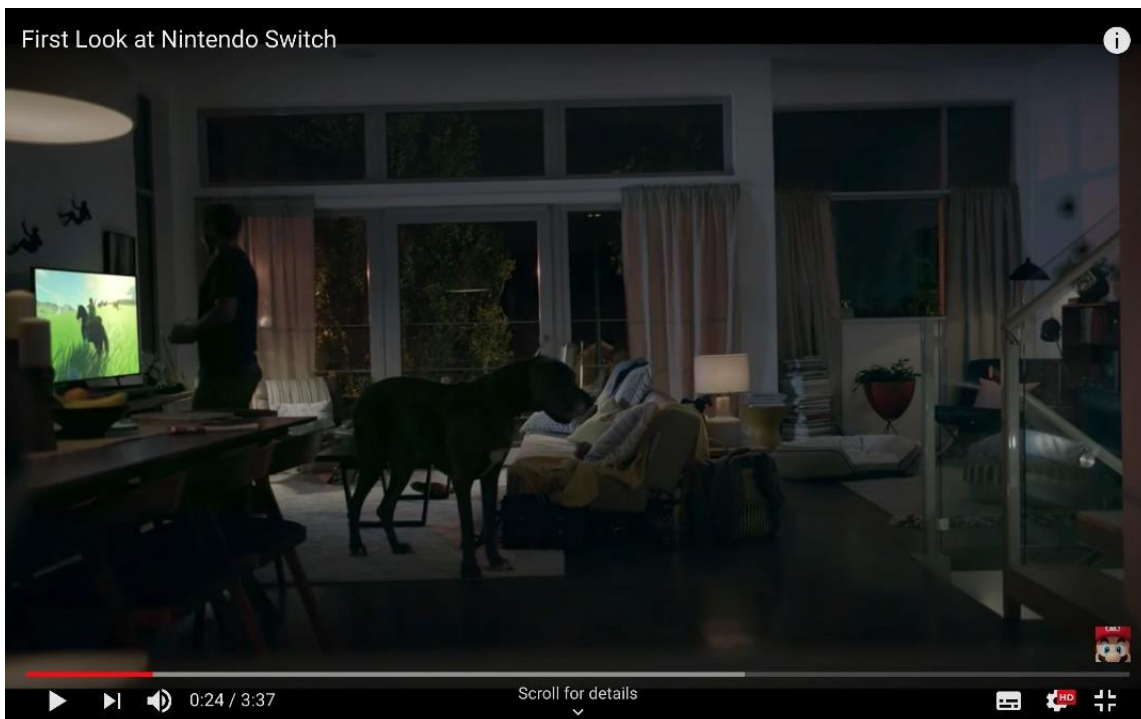 First Look at Nintendo Switch
i
0:24 / 3:37
Scroll for details
HD